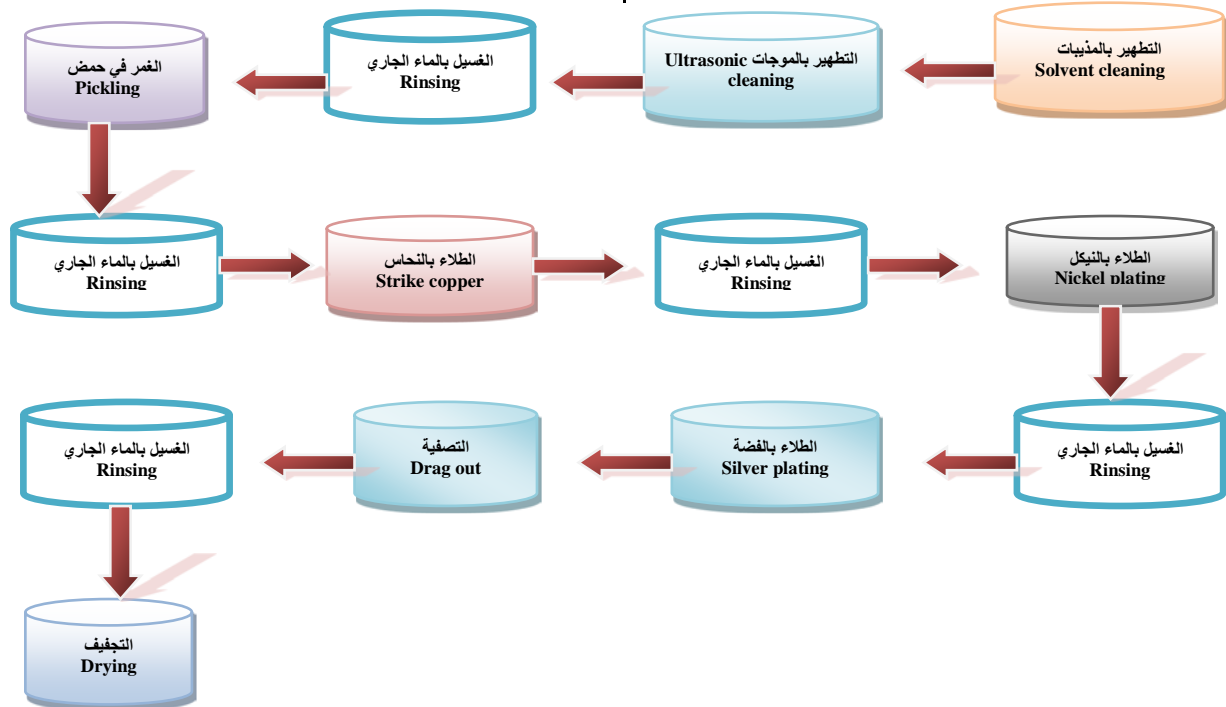 التطهير بالمذيبات
Solvent cleaning
التطهير بالموجات Ultrasonic
cleaning
الغسيل بالماء الجاري
Rinsing
الغمر في حمض
Pickling
الغسيل بالماء الجاري
Rinsing
الطلاء بالنحاس
Strike copper
الغسيل بالماء الجاري
Rinsing
الطلاء بالنيكل
Nickel plating
الغسيل بالماء الجاري
Rinsing
الطلاء بالفضة
Silver plating
التصفية
Drag out
الغسيل بالماء الجاري
Rinsing
التجفيف
Drying